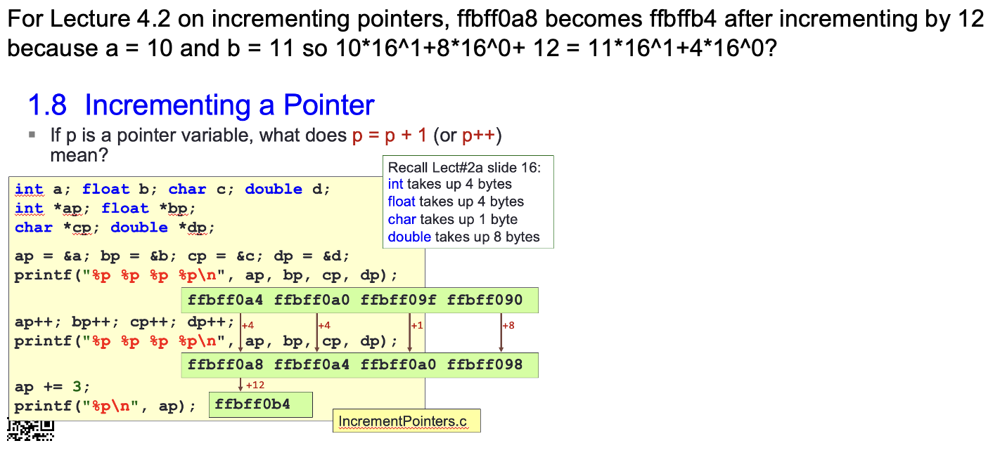 For Lecture 4.2 on incrementing pointers, ffbff0a8 becomes ffbffb4 after incrementing by 12
because a = 10 and b = 11 so 10*16^1+8*16^0+ 12 = 11*16^1+4*16^0?
1.8 Incrementing a Pointer
▪ If p is a pointer variable, what does p = p + 1 (or p++)
mean?
Recall Lect#2a slide 16:
int takes up 4 bytes
float takes up 4 bytes
char takes up 1 byte
double takes up 8 bytes
int a; float b; char c; double d;
int *ap; float *bp;
char *cp; double *dp;
ap = &a; bp = &b; cp = &c; dp = &d;
printf("%p %p %p %p\n", ap, bp, cp, dp);
ffbff0a4 ffbff0a0 ffbff09f ffbff090
ap++; bp++; cp++; dp++;
+4 +4 +1 +8
printf("%p %p %p %p\n", ap, bp, cp, dp);
ffbff0a8 ffbff0a4 ffbff0a0 ffbff098
ap += 3;
+12
printf("%p\n", ap);
ffbff0b4
IncrementPointers.c